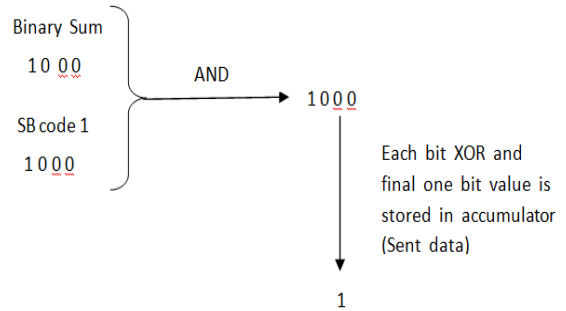 Binary Sum
10 00
AND
1000
SB code 1
1000
Each bit XOR and
final one bit value is
stored in accumulator
(Sent data)
1